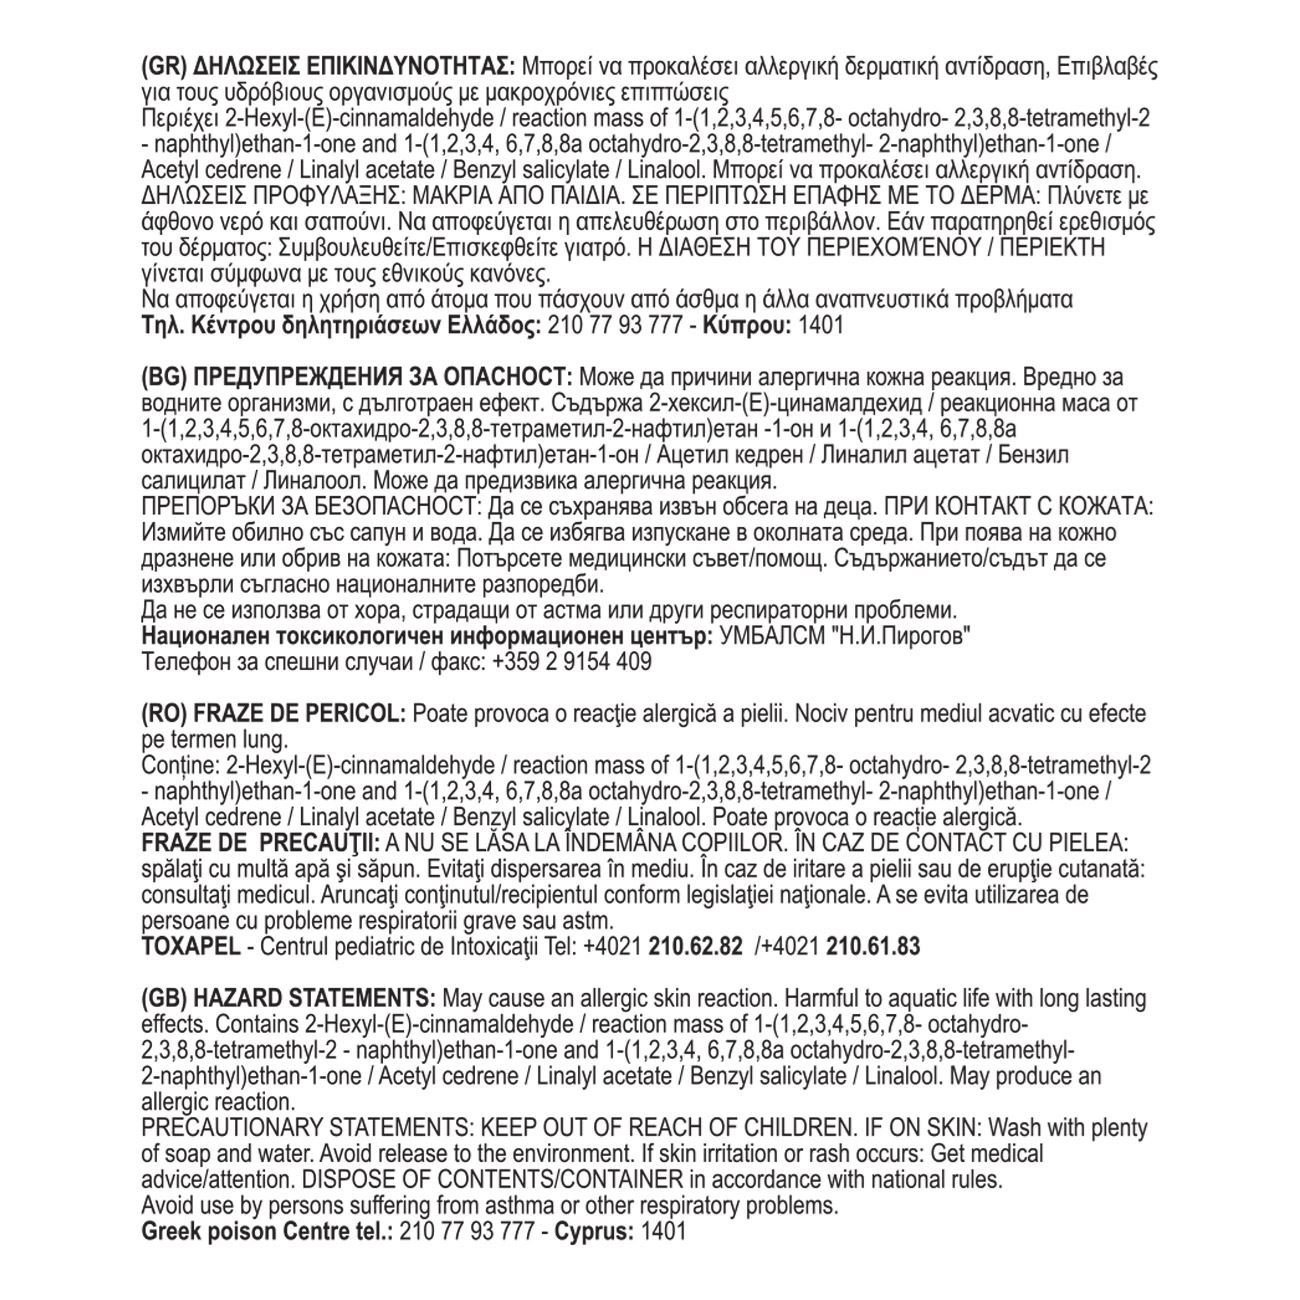 (GR) ΔΗΛΩΣΕΙΣ ΕΠΙΚΙΝΔΥΝΟΤΗΤΑΣ: Μπορεί να προκαλέσει αλλεργική δερματική αντίδραση, Επιβλαβές
για τους υδρόβιους οργανισμούς με μακροχρόνιες επιπτώσεις
Περιέχει 2-Hexyl-(E)-cinnamaldehyde / reaction mass of 1-(1,2,3,4,5,6,7,8- octahydro- 2,3,8,8-tetramethyl-2
- naphthyl)ethan-1-one and 1-(1,2,3,4, 6,7,8,8a octahydro-2,3,8,8-tetramethyl- 2-naphthyl)ethan-1-one /
Acetyl cedrene / Linalyl acetate / Benzyl salicylate / Linalool. Μπορεί να προκαλέσει αλλεργική αντίδραση.
ΔΗΛΩΣΕΙΣ ΠΡΟΦΥΛΑΞΗΣ: ΜΑΚΡΙΑ ΑΠΟ ΠΑΙΔΙΑ. ΣΕ ΠΕΡΙΠΤΩΣΗ ΕΠΑΦΗΣ ΜΕ ΤΟ ΔΕΡΜΑ: Πλύνετε με
άφθονο νερό και σαπούνι. Να αποφεύγεται η απελευθέρωση στο περιβάλλον. Εάν παρατηρηθεί ερεθισμός
του δέρματος: Συμβουλευθείτε/Επισκεφθείτε γιατρό. Η ΔΙΑΘΕΣΗ ΤΟΥ ΠΕΡΙΕΧΟΜΈΝΟΥ / ΠΕΡΙΕΚΤΗ
γίνεται σύμφωνα με τους εθνικούς κανόνες.
Να αποφεύγεται η χρήση από άτομα που πάσχουν από άσθμα η άλλα αναπνευστικά προβλήματα
Τηλ. Κέντρου δηλητηριάσεων Ελλάδος: 210 77 93 777 - Κύπρου: 1401
(BG) ПРЕДУПРЕЖДЕНИЯ ЗА ОПАСНОСТ: Може да причини алергична кожна реакция. Вредно за
водните организми, с дълготраен ефект. Съдържа 2-хексил-(Е)-цинамалдехид / реакционна маса от
1-(1,2,3,4,5,6,7,8-октахидро-2,3,8,8-тетраметил-2-нафтил)етан -1-он и 1-(1,2,3,4, 6,7,8,8а
октахидро-2,3,8,8-тетраметил-2-нафтил)етан-1-он / Ацетил кедрен / Линалил ацетат / Бензил
салицилат / Линалоол. Може да предизвика алергична реакция.
ПРЕПОРЪКИ ЗА БЕЗОПАСНОСТ: Да се съхранява извън обсега на деца. ПРИ КОНТАКТ С КОЖАТА:
Измийте обилно със сапун и вода. Да се избягва изпускане в околната среда. При поява на кожно
дразнене или обрив на кожата: Потърсете медицински съвет/помощ. Съдържанието/съдът да се
изхвърли съгласно националните разпоредби.
Да не се използва от хора, страдащи от астма или други респираторни проблеми.
Национален токсикологичен информационен център: УМБАЛСМ "Н.И.Пирогов"
Телефон за спешни случаи / факс: +359 2 9154 409
(RO) FRAZE DE PERICOL: Poate provoca o reacţie alergică a pielii. Nociv pentru mediul acvatic cu efecte
pe termen lung.
Conține: 2-Hexyl-(E)-cinnamaldehyde / reaction mass of 1-(1,2,3,4,5,6,7,8- octahydro- 2,3,8,8-tetramethyl-2
- naphthyl)ethan-1-one and 1-(1,2,3,4, 6,7,8,8a octahydro-2,3,8,8-tetramethyl- 2-naphthyl)ethan-1-one /
Acetyl cedrene / Linalyl acetate / Benzyl salicylate / Linalool. Poate provoca o reacție alergică.
FRAZE DE  PRECAUŢII: A NU SE LĂSA LA ÎNDEMÂNA COPIILOR. ÎN CAZ DE CONTACT CU PIELEA:
spălaţi cu multă apă şi săpun. Evitaţi dispersarea în mediu. În caz de iritare a pielii sau de erupţie cutanată:
consultaţi medicul. Aruncaţi conţinutul/recipientul conform legislaţiei naţionale. A se evita utilizarea de
persoane cu probleme respiratorii grave sau astm.
TOXAPEL - Centrul pediatric de Intoxicaţii Tel: +4021 210.62.82  /+4021 210.61.83
(GB) HAZARD STATEMENTS: May cause an allergic skin reaction. Harmful to aquatic life with long lasting
effects. Contains 2-Hexyl-(E)-cinnamaldehyde / reaction mass of 1-(1,2,3,4,5,6,7,8- octahydro-
2,3,8,8-tetramethyl-2 - naphthyl)ethan-1-one and 1-(1,2,3,4, 6,7,8,8a octahydro-2,3,8,8-tetramethyl-
2-naphthyl)ethan-1-one / Acetyl cedrene / Linalyl acetate / Benzyl salicylate / Linalool. May produce an
allergic reaction.
PRECAUTIONARY STATEMENTS: KEEP OUT OF REACH OF CHILDREN. IF ON SKIN: Wash with plenty
of soap and water. Avoid release to the environment. If skin irritation or rash occurs: Get medical
advice/attention. DISPOSE OF CONTENTS/CONTAINER in accordance with national rules.
Avoid use by persons suffering from asthma or other respiratory problems.
Greek poison Centre tel.: 210 77 93 777 - Cyprus: 1401